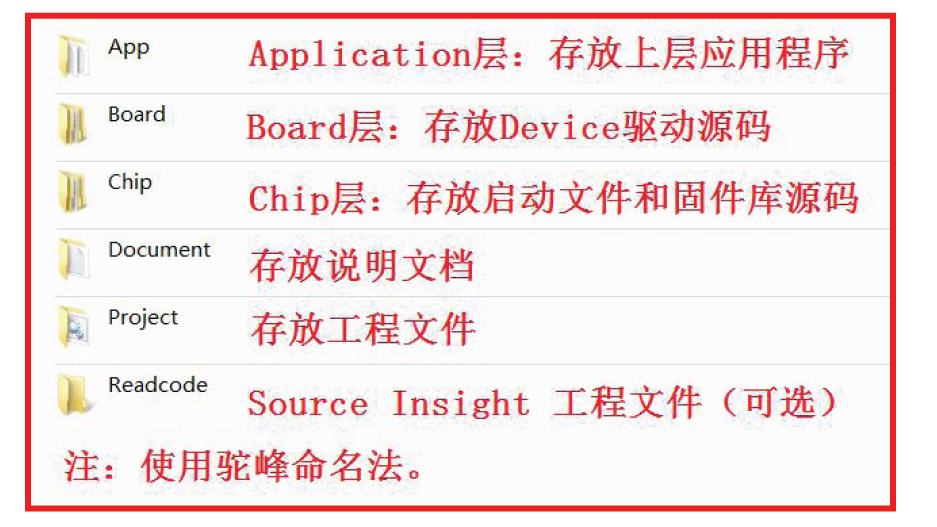 App Application层：存放上层应用程序
Board Board层：存放Device驱动源码
Chip Chip层：存放启动文件和固件库源码
Document 存放说明文档
Project 存放工程文件
Readcode Source Insight 工程文件（可选）
注：使用驼峰命名法。